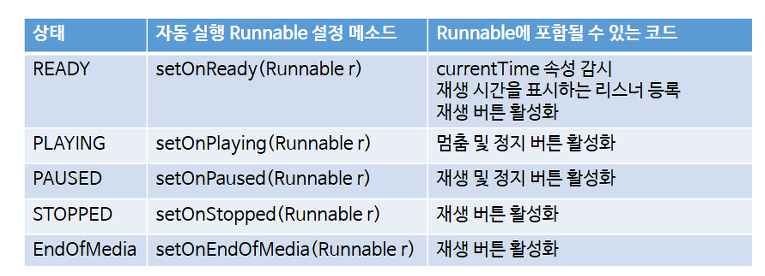 상태 자동 실행 Runnable 설정 메소드 Runnable에 포함될 수 있는 코드
READY setOnReady(Runnable r) currentTime 속성 감시
재생 시간을 표시하는 리스너 등록
재생 버튼 활성화
PLAYING setOnPlaying(Runnable r) 멈춤 및 정지 버튼 활성화
PAUSED setOnPaused(Runnable r) 재생 및 정지 버튼 활성화
STOPPED setOnStopped(Runnable r) 재생 버튼 활성화
EndOfMedia setOnEndOfMedia(Runnable r) 재생 버튼 활성화